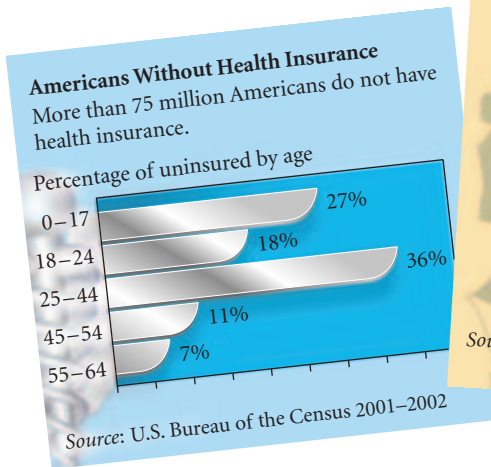 Americans Without Health Insurance
More than 75 million Americans do not have
health insurance.
Percentage of uninsured by age
0–17 27%
18–24 18%
25–44 36%
45–54 11%
55–64 7%
Source: U.S. Bureau of the Census 2001–2002